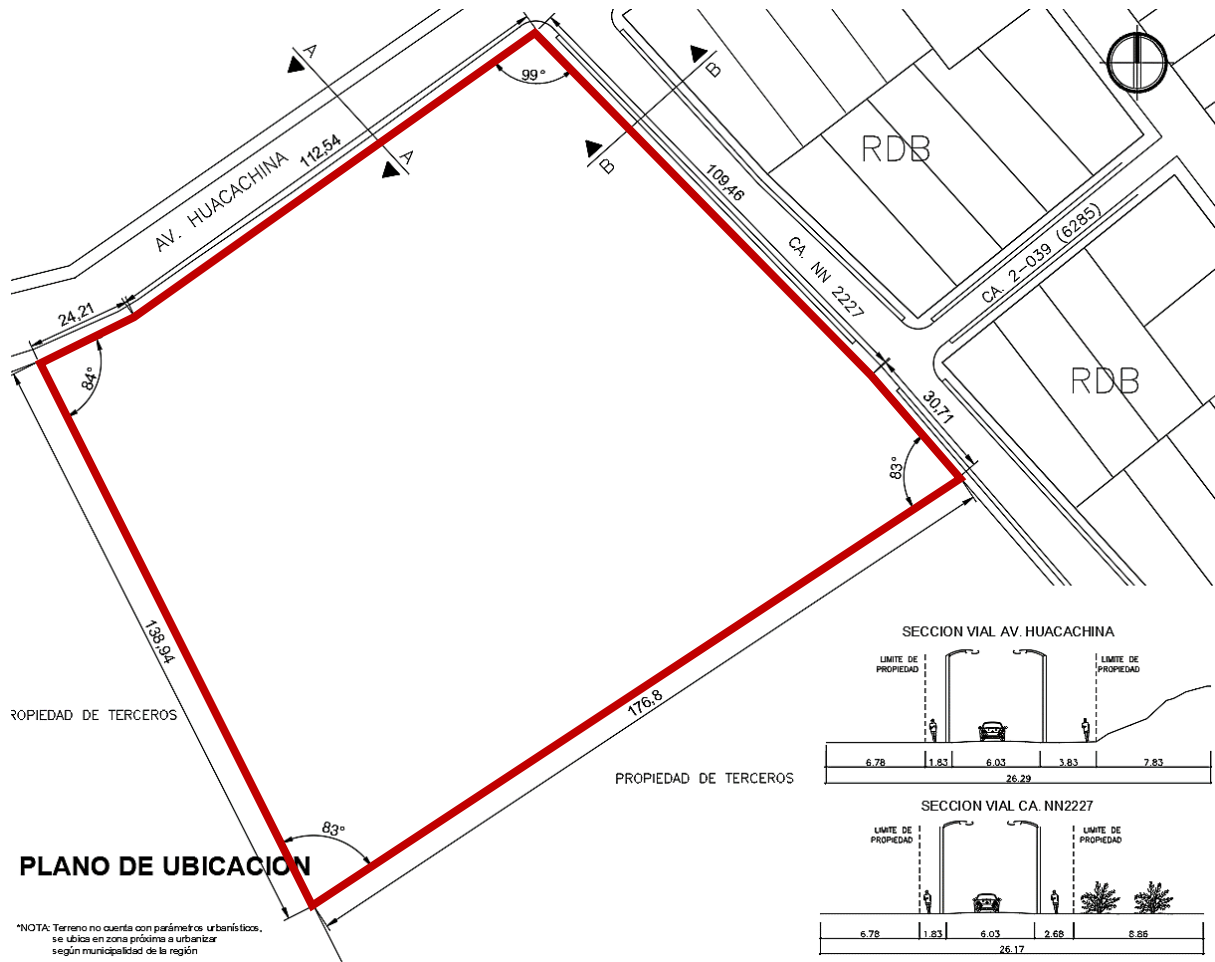 A
99°
B
RDB
112,54
A
AV. HUACACHINA
B
109,46
CA. NN 2227
CA. 2-039 (6285)
24,21
84°
RDB
30,71
83°
138,94
176,8
ROPIEDAD DE TERCEROS
PROPIEDAD DE TERCEROS
83°
SECCION VIAL AV. HUACACHINA
LIMITE DE
PROPIEDAD
LIMITE DE
PROPIEDAD
6.78 1.83 6.03 3.83 7.83
26.29
SECCION VIAL CA. NN2227
LIMITE DE
PROPIEDAD
LIMITE DE
PROPIEDAD
6.78 1.83 6.03 2.68 8.86
26.17
PLANO DE UBICACION
*NOTA: Terreno no cuenta con parámetros urbanísticos,
se ubica en zona próxima a urbanizar
según municipalidad de la región